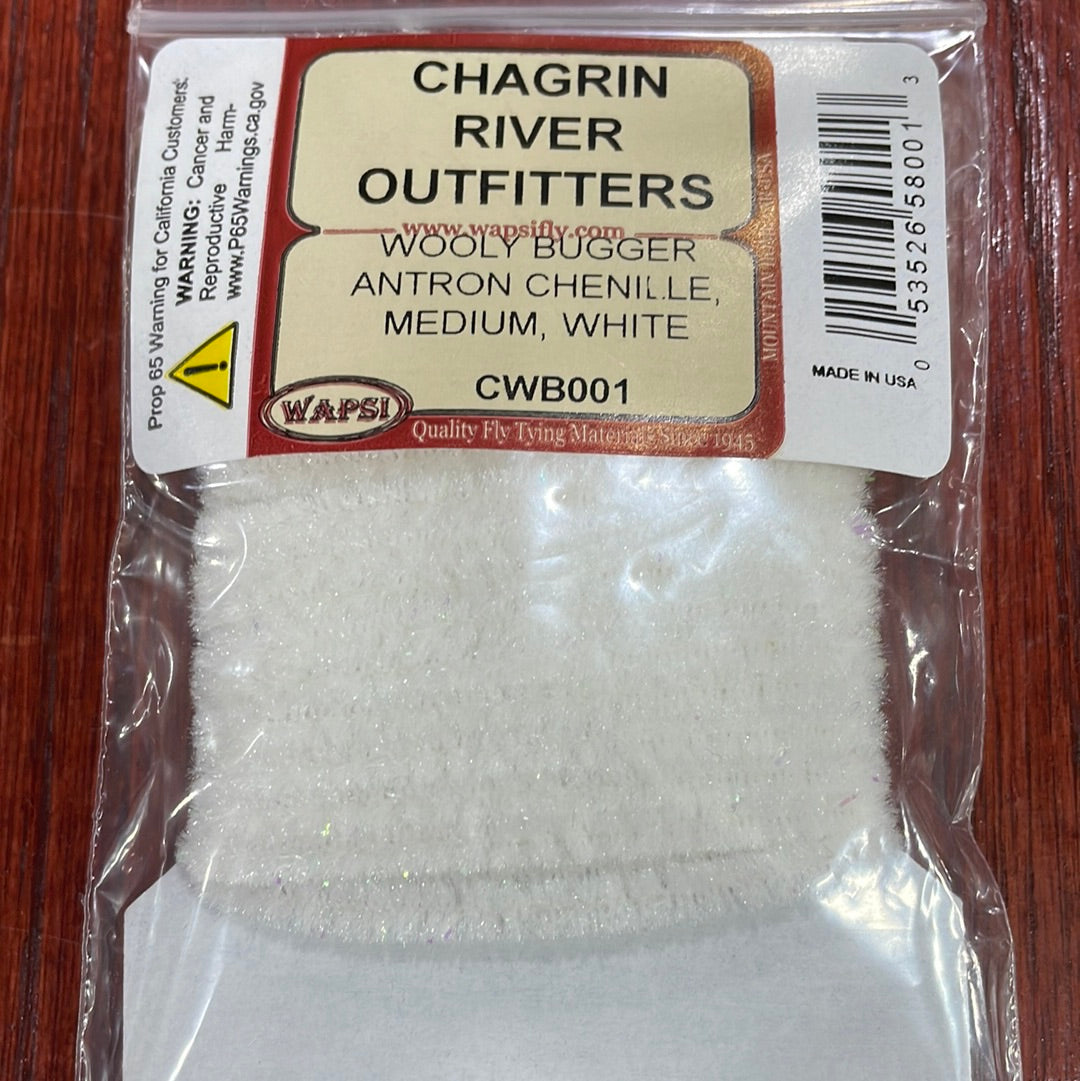 Prop 65 Warning for California Customers:
WARNING: Cancer and
Reproductive Harm-
www.P65Warnings.ca.gov
CHAGRIN
RIVER
OUTFITTERS
www.wapsifly.com
WOOLY BUGGER
ANTRON CHENILLE,
MEDIUM, WHITE
CWB001
WAPSI
Quality Fly Tying Materials Since 1945
MOUNTAIN
0 53526 58001 3
MADE IN USA